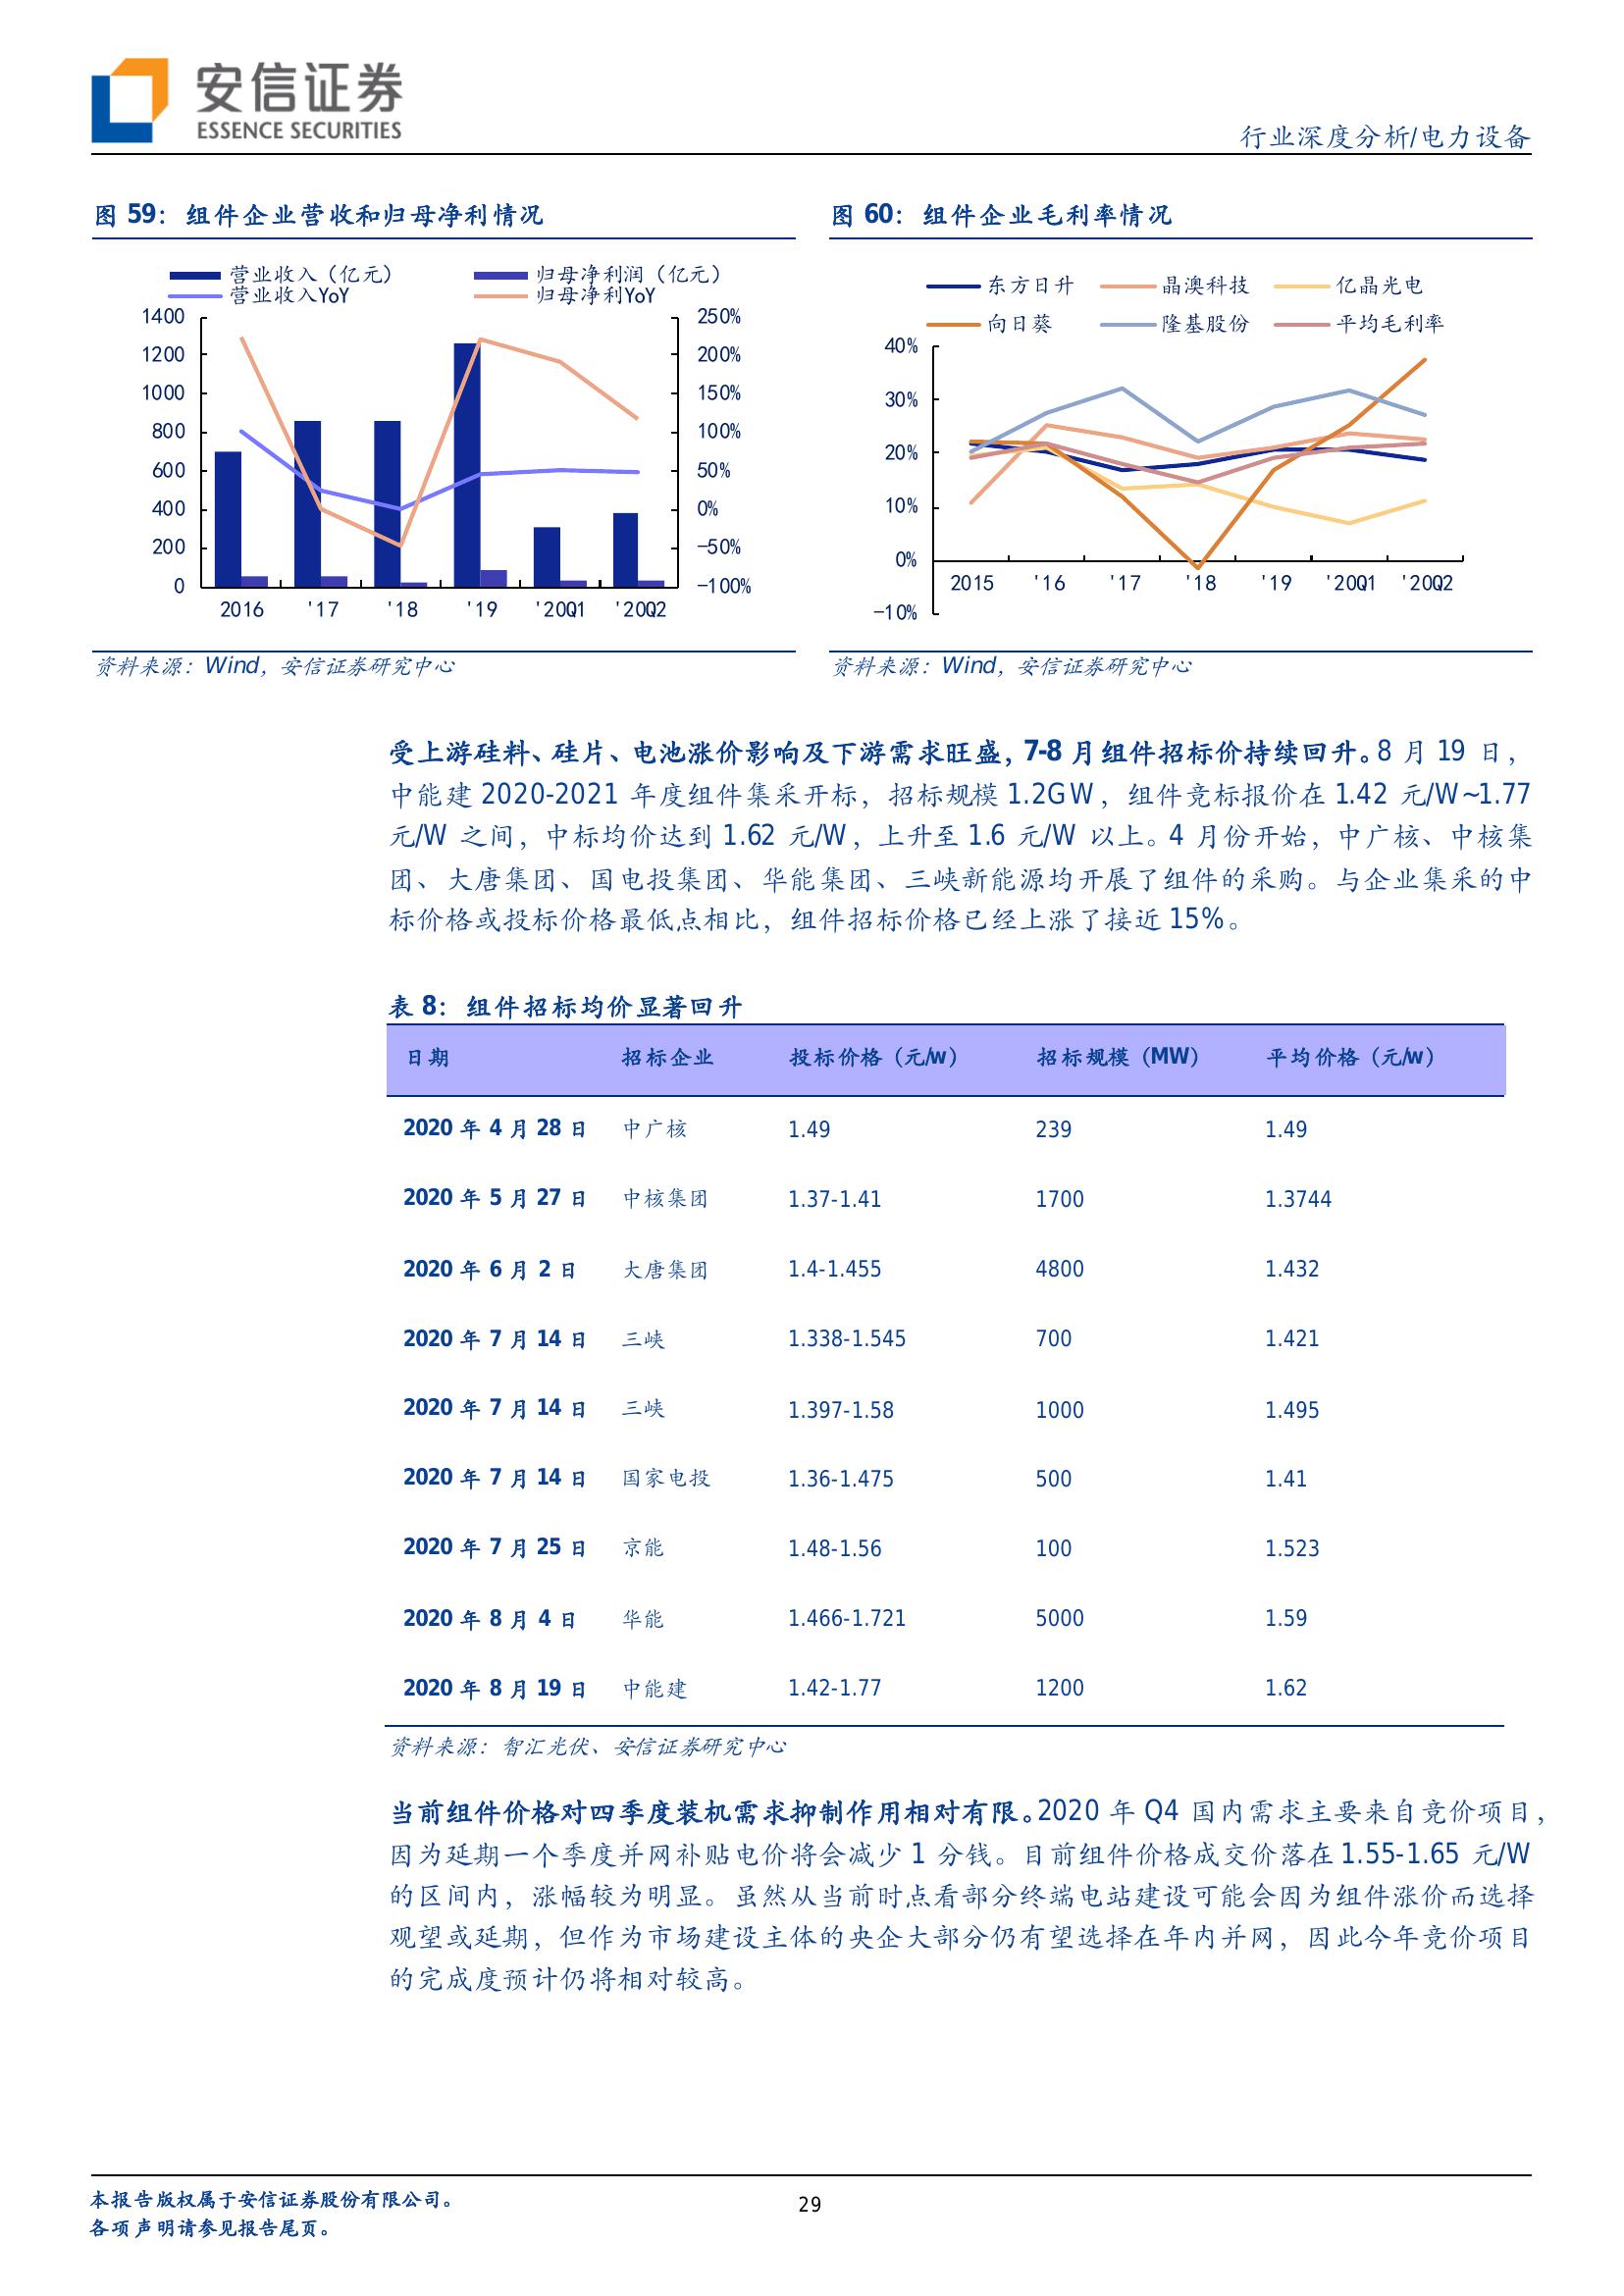 安信证券
ESSENCE SECURITIES
行业深度分析/电力设备
图 59：组件企业营收和归母净利情况
营业收入（亿元）
归母净利润（亿元）
营业收入YoY
归母净利YoY
1400
1200
1000
800
600
400
200
0
250%
200%
150%
100%
50%
0%
-50%
-100%
2016 '17 '18 '19 '20Q1 '20Q2
资料来源：Wind，安信证券研究中心
图 60：组件企业毛利率情况
东方日升 晶澳科技 亿晶光电
向日葵 隆基股份 平均毛利率
40%
30%
20%
10%
0%
-10%
2015 '16 '17 '18 '19 '20Q1 '20Q2
资料来源：Wind，安信证券研究中心
受上游硅料、硅片、电池涨价影响及下游需求旺盛，7-8 月组件招标价持续回升。8 月 19 日，
中能建 2020-2021 年度组件集采开标，招标规模 1.2GW，组件竞标报价在 1.42 元/W~1.77
元/W 之间，中标均价达到 1.62 元/W，上升至 1.6 元/W 以上。4 月份开始，中广核、中核集
团、大唐集团、国电投集团、华能集团、三峡新能源均开展了组件的采购。与企业集采的中
标价格或投标价格最低点相比，组件招标价格已经上涨了接近 15%。
表 8：组件招标均价显著回升
日期 招标企业 投标价格（元/w） 招标规模（MW） 平均价格（元/w）
2020 年 4 月 28 日 中广核 1.49 239 1.49
2020 年 5 月 27 日 中核集团 1.37-1.41 1700 1.3744
2020 年 6 月 2 日 大唐集团 1.4-1.455 4800 1.432
2020 年 7 月 14 日 三峡 1.338-1.545 700 1.421
2020 年 7 月 14 日 三峡 1.397-1.58 1000 1.495
2020 年 7 月 14 日 国家电投 1.36-1.475 500 1.41
2020 年 7 月 25 日 京能 1.48-1.56 100 1.523
2020 年 8 月 4 日 华能 1.466-1.721 5000 1.59
2020 年 8 月 19 日 中能建 1.42-1.77 1200 1.62
资料来源：智汇光伏、安信证券研究中心
当前组件价格对四季度装机需求抑制作用相对有限。2020 年 Q4 国内需求主要来自竞价项目，
因为延期一个季度并网补贴电价将会减少 1 分钱。目前组件价格成交价落在 1.55-1.65 元/W
的区间内，涨幅较为明显。虽然从当前时点看部分终端电站建设可能会因为组件涨价而选择
观望或延期，但作为市场建设主体的央企大部分仍有望选择在年内并网，因此今年竞价项目
的完成度预计仍将相对较高。
本报告版权属于安信证券股份有限公司。
各项声明请参见报告尾页。
29